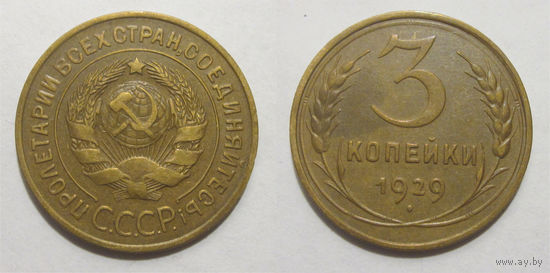 ПРОЛЕТАРИИ ВСЕХ СТРАН, СОЕДИНЯЙТЕСЬ!
С.С.С.Р.
3
КОПЕЙКИ
1929
www.ay.by